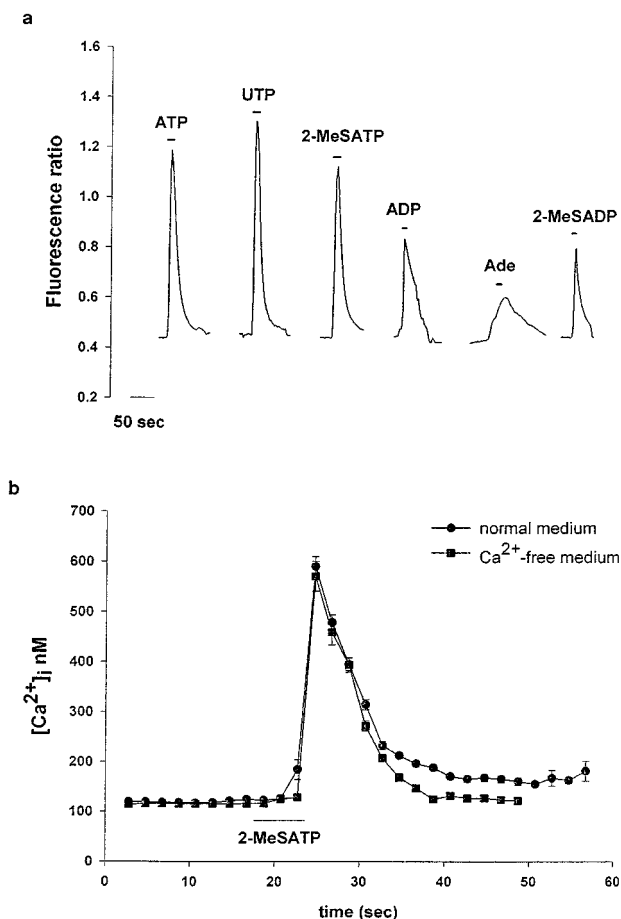 a
Fluorescence ratio
1.6
1.4
1.2
1.0
0.8
0.6
0.4
0.2
ATP
UTP
2-MeSATP
ADP
Ade
2-MeSADP
50 sec
b
[Ca²⁺]i nM
700
600
500
400
300
200
100
0
normal medium
Ca²⁺-free medium
2-MeSATP
0 10 20 30 40 50 60
time (sec)